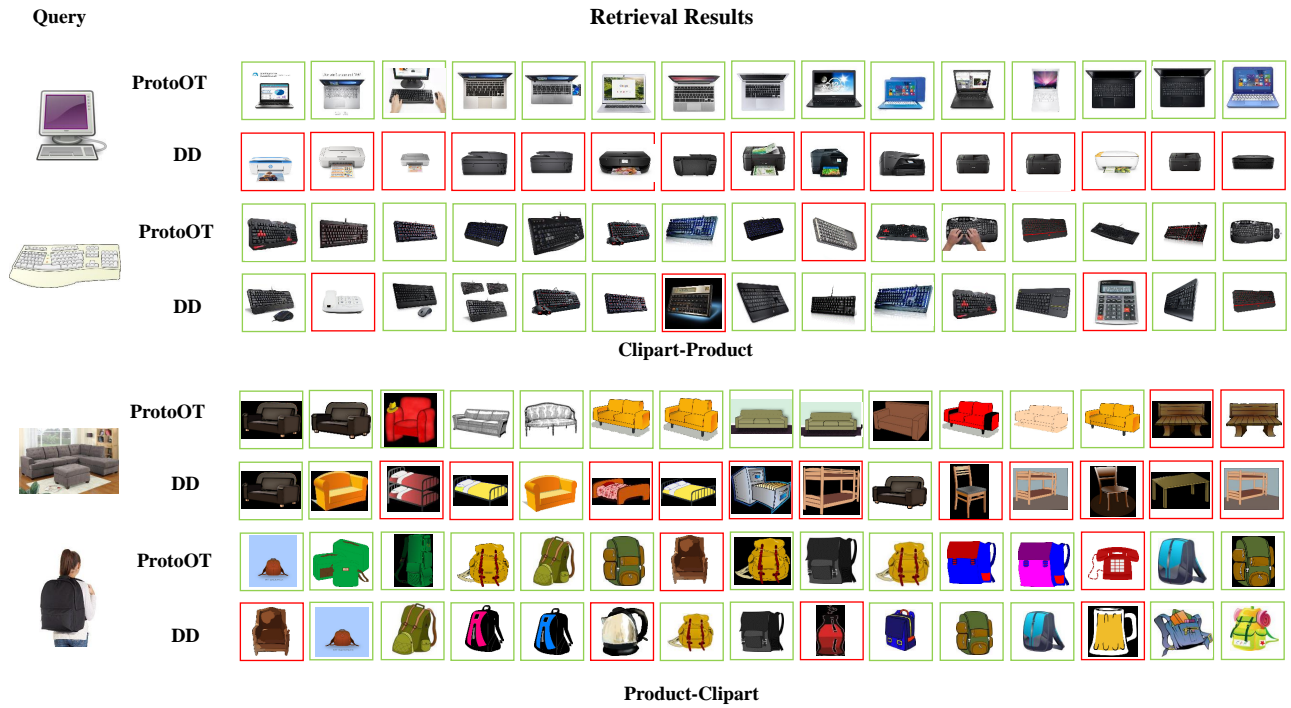 Query
Retrieval Results
ProtoOT
DD
ProtoOT
DD
Clipart-Product
ProtoOT
DD
ProtoOT
DD
Product-Clipart